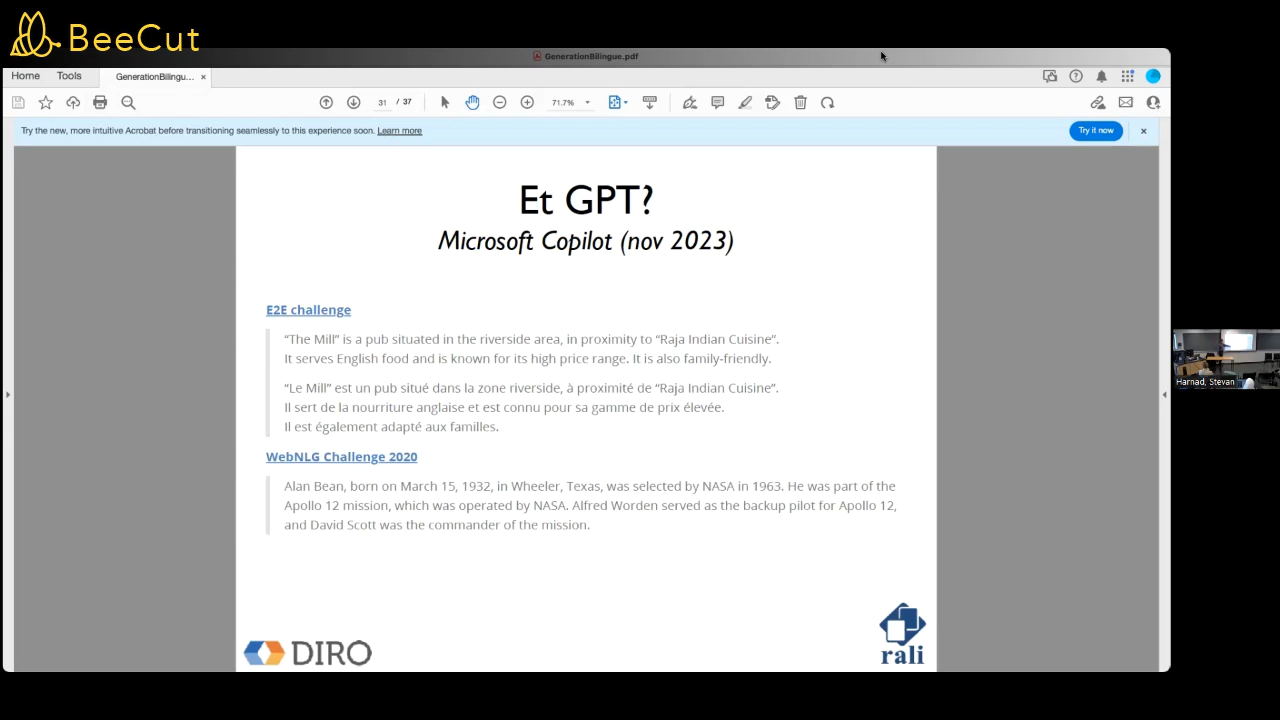 BeeCut
GenerationBilingue.pdf
Home Tools GenerationBilingu... ×
31 / 37 71.7%
Try the new, more intuitive Acrobat before transitioning seamlessly to this experience soon. Learn more Try it now ×
Et GPT?
Microsoft Copilot (nov 2023)
E2E challenge
“The Mill” is a pub situated in the riverside area, in proximity to “Raja Indian Cuisine”.
It serves English food and is known for its high price range. It is also family-friendly.
“Le Mill” est un pub situé dans la zone riverside, à proximité de “Raja Indian Cuisine”.
Il sert de la nourriture anglaise et est connu pour sa gamme de prix élevée.
Il est également adapté aux familles.
WebNLG Challenge 2020
Alan Bean, born on March 15, 1932, in Wheeler, Texas, was selected by NASA in 1963. He was part of the
Apollo 12 mission, which was operated by NASA. Alfred Worden served as the backup pilot for Apollo 12,
and David Scott was the commander of the mission.
Harnad, Stevan
DIRO
rali